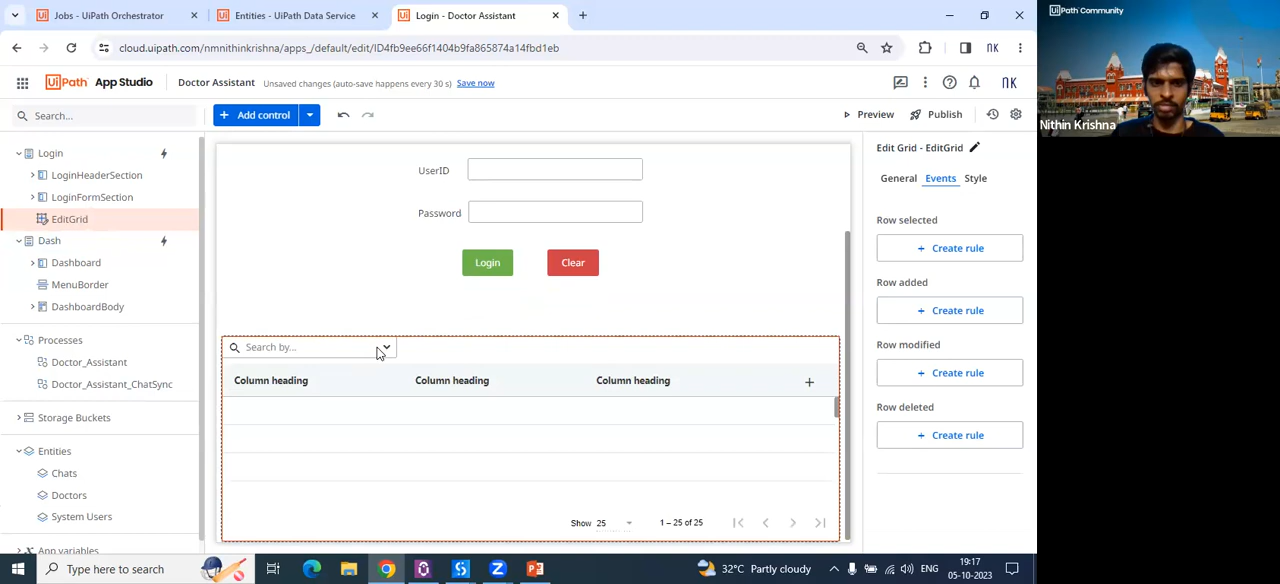 Jobs - UiPath Orchestrator
Entities - UiPath Data Service
Login - Doctor Assistant
cloud.uipath.com/nmnithinkrishna/apps_/default/edit/ID4fb9ee66f1404b9fa865874a14fbd1eb
NK
UiPath App Studio
Doctor Assistant
Unsaved changes (auto-save happens every 30 s) Save now
NK
Search...
+ Add control
Preview
Publish
Login
LoginHeaderSection
LoginFormSection
EditGrid
Dash
Dashboard
MenuBorder
DashboardBody
Processes
Doctor_Assistant
Doctor_Assistant_ChatSync
Storage Buckets
Entities
Chats
Doctors
System Users
App variables
UserID
Password
Login
Clear
Search by...
Column heading
Column heading
Column heading
Show 25
1 – 25 of 25
Edit Grid - EditGrid
General
Events
Style
Row selected
+ Create rule
Row added
+ Create rule
Row modified
+ Create rule
Row deleted
+ Create rule
UiPath Community
Nithin Krishna
Type here to search
32°C Partly cloudy
ENG
19:17
05-10-2023